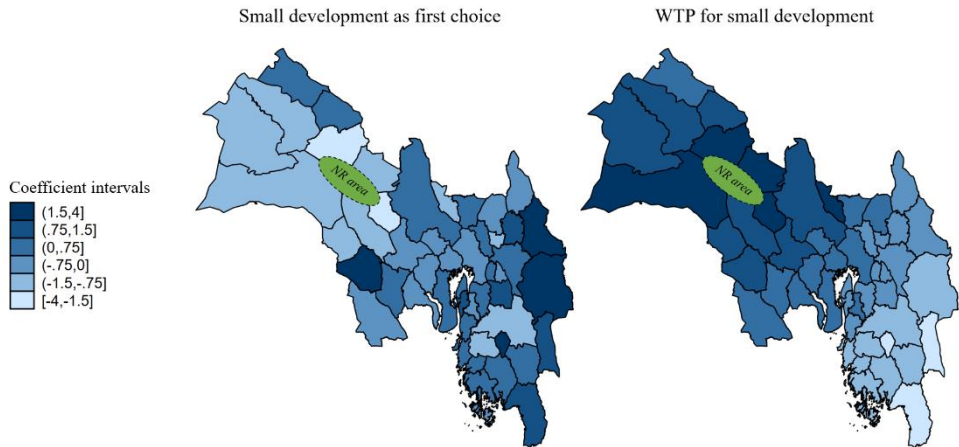 Small development as first choice
WTP for small development
NR area
NR area
Coefficient intervals
(1.5,4]
(.75,1.5]
(0,.75]
(-.75,0]
(-1.5,-.75]
[-4,-1.5]